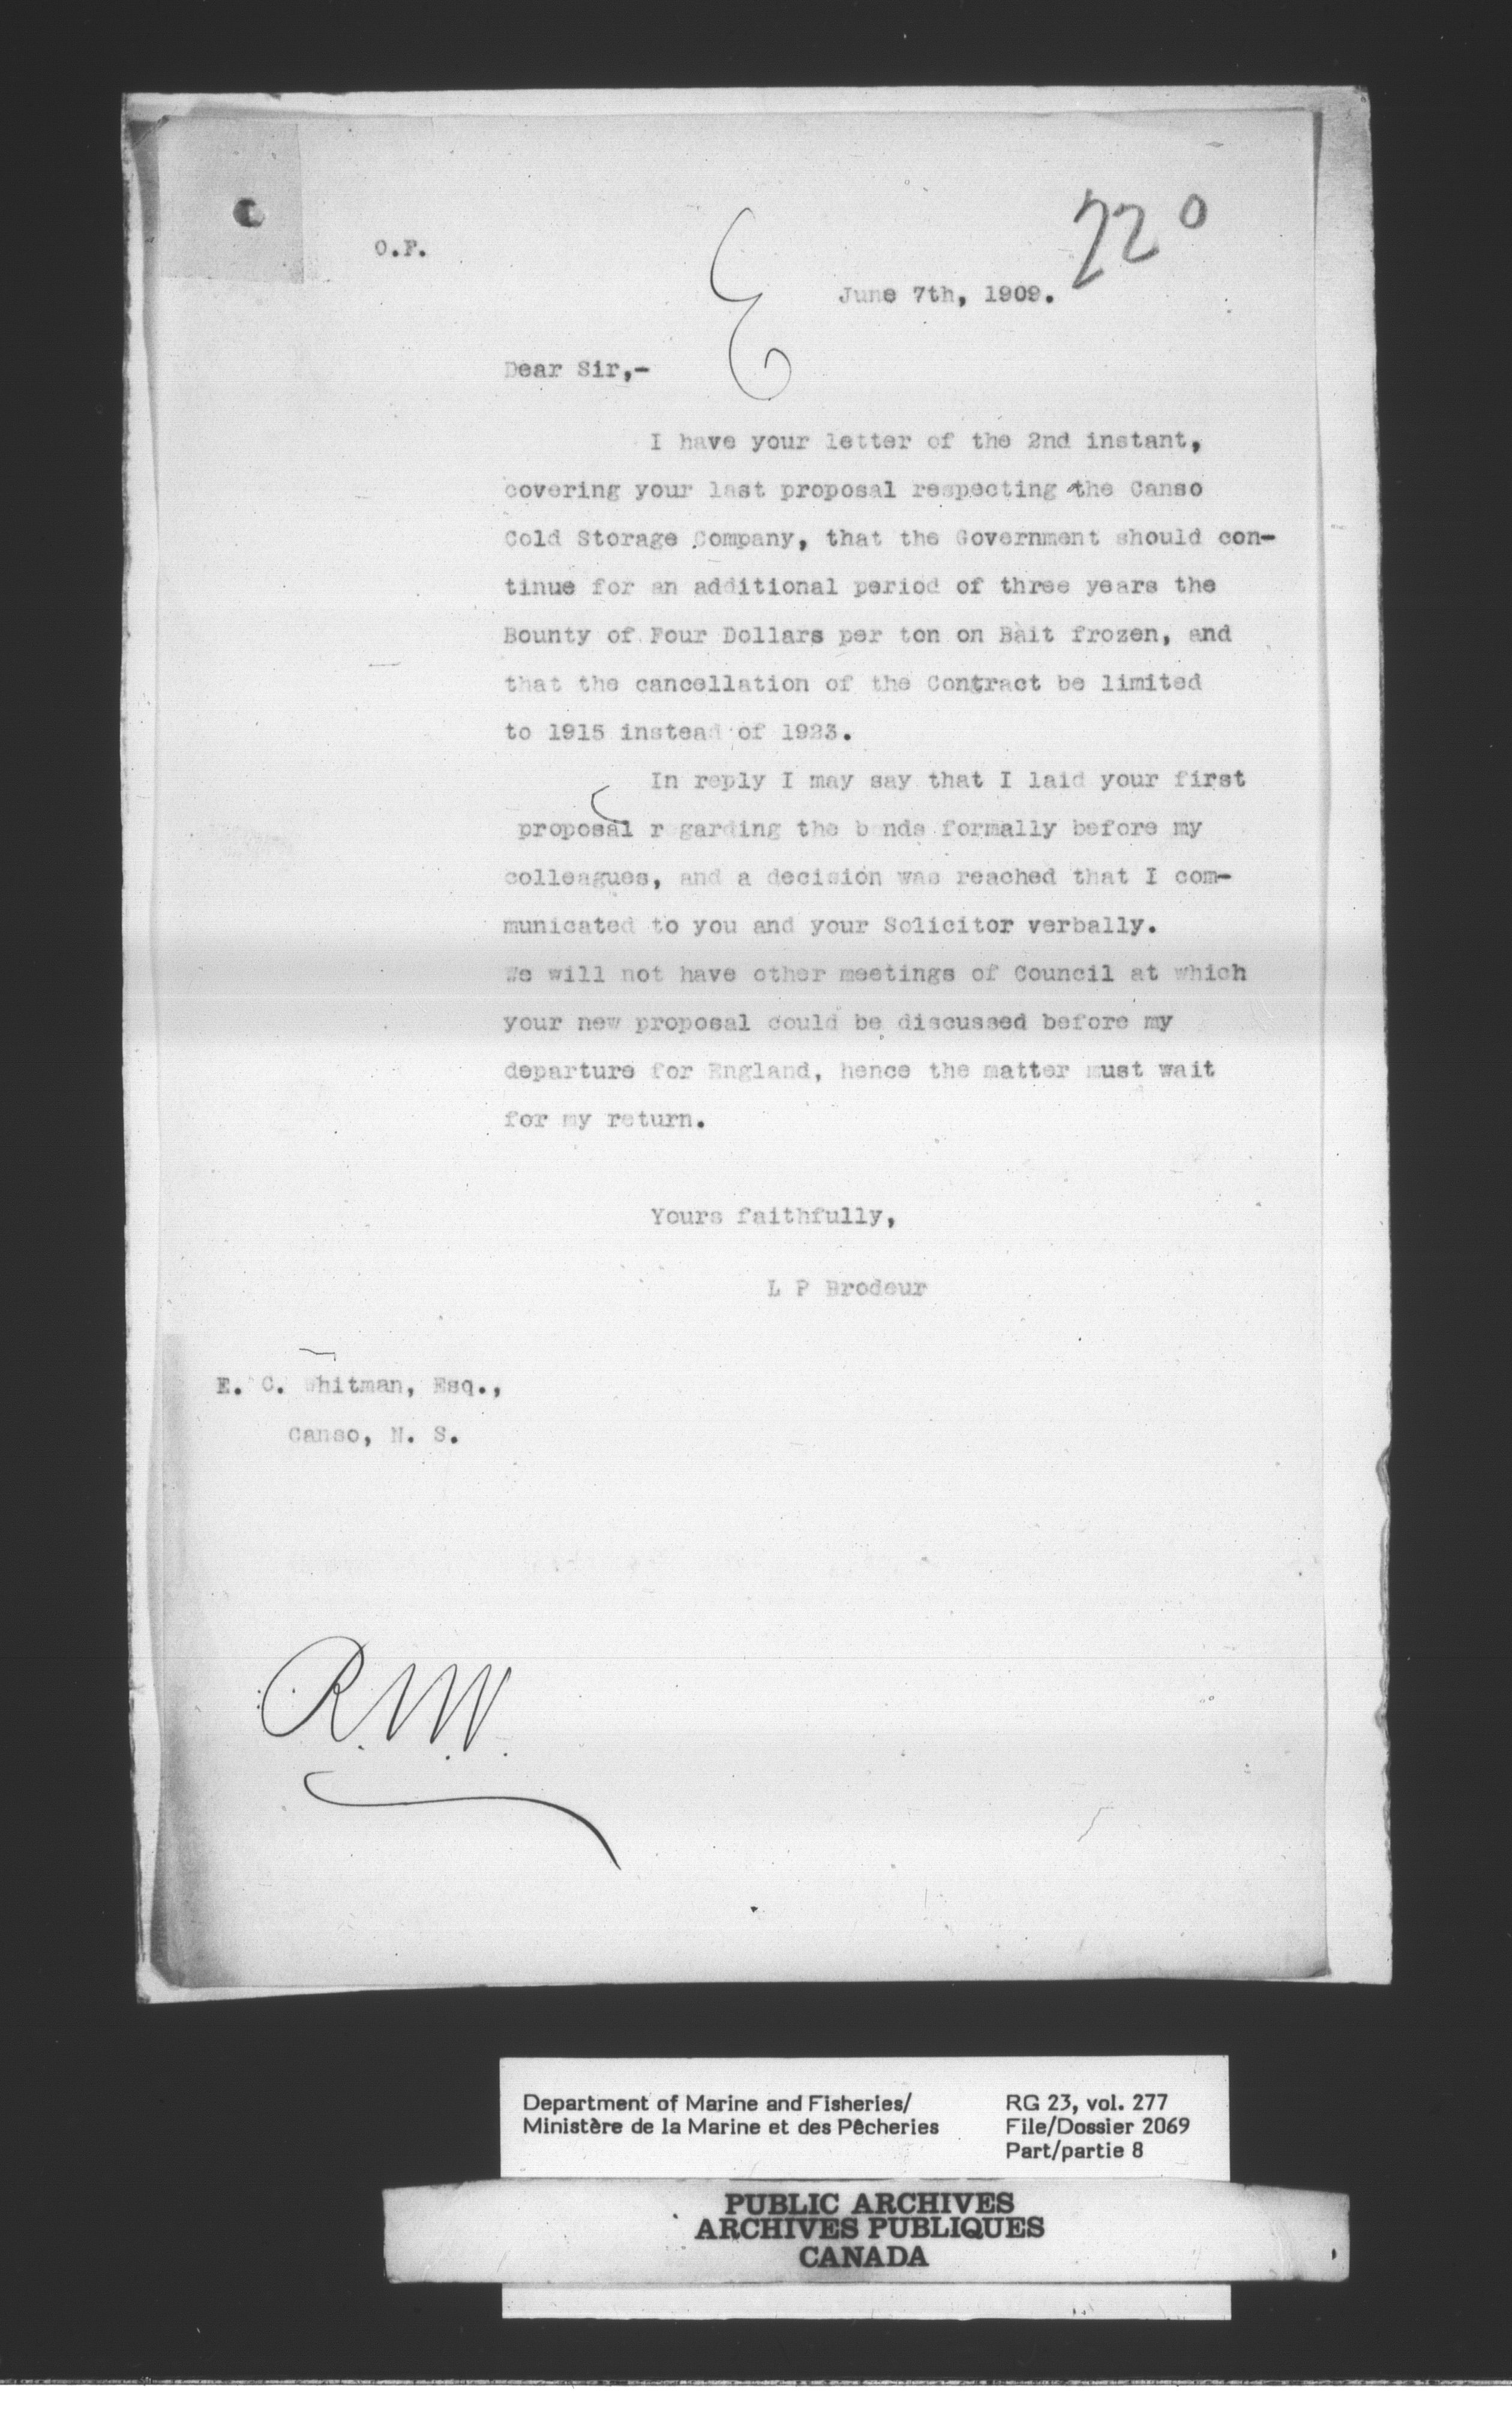 220
O.F.
E
June 7th, 1909.
Dear Sir,-
I have your letter of the 2nd instant,
covering your last proposal respecting the Canso
Cold Storage Company, that the Government should con-
tinue for an additional period of three years the
Bounty of Four Dollars per ton on Bait frozen, and
that the cancellation of the Contract be limited
to 1915 instead of 1923.
In reply I may say that I laid your first
proposal regarding the bonds formally before my
colleagues, and a decision was reached that I com-
municated to you and your Solicitor verbally.
We will not have other meetings of Council at which
your new proposal could be discussed before my
departure for England, hence the matter must wait
for my return.
Yours faithfully,
L P Brodeur
E. C. Whitman, Esq.,
Canso, N. S.
Department of Marine and Fisheries/
Ministère de la Marine et des Pêcheries
RG 23, vol. 277
File/Dossier 2069
Part/partie 8
PUBLIC ARCHIVES
ARCHIVES PUBLIQUES
CANADA